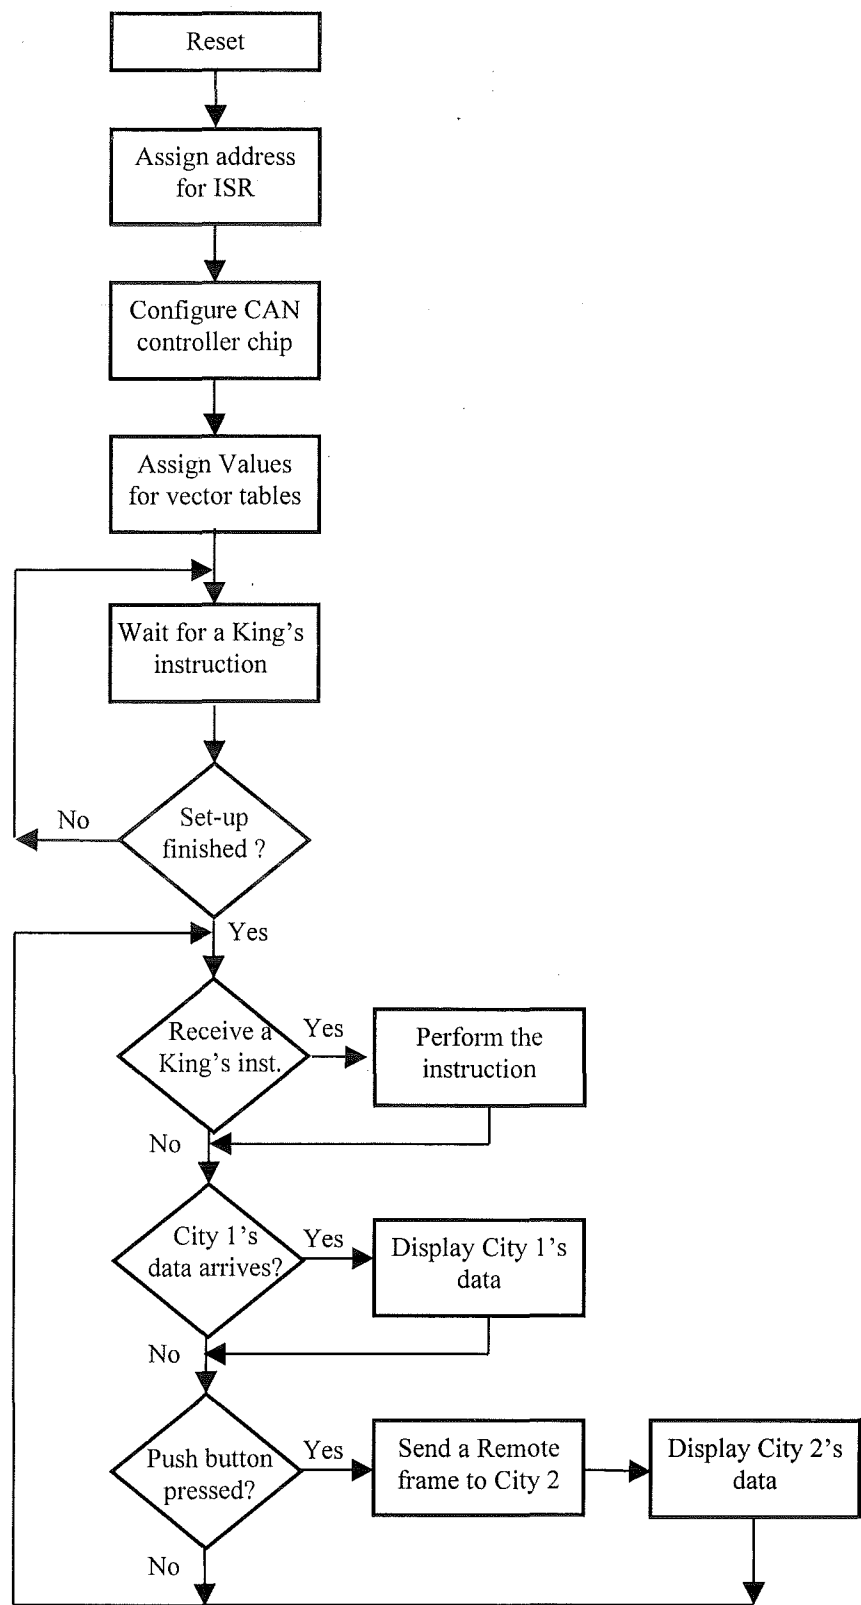 Reset
Assign address
for ISR
Configure CAN
controller chip
Assign Values
for vector tables
Wait for a King's
instruction
Set-up
finished ?
No
Yes
Receive a
King's inst.
Yes
Perform the
instruction
No
City 1's
data arrives?
Yes
Display City 1's
data
No
Push button
pressed?
Yes
Send a Remote
frame to City 2
Display City 2's
data
No